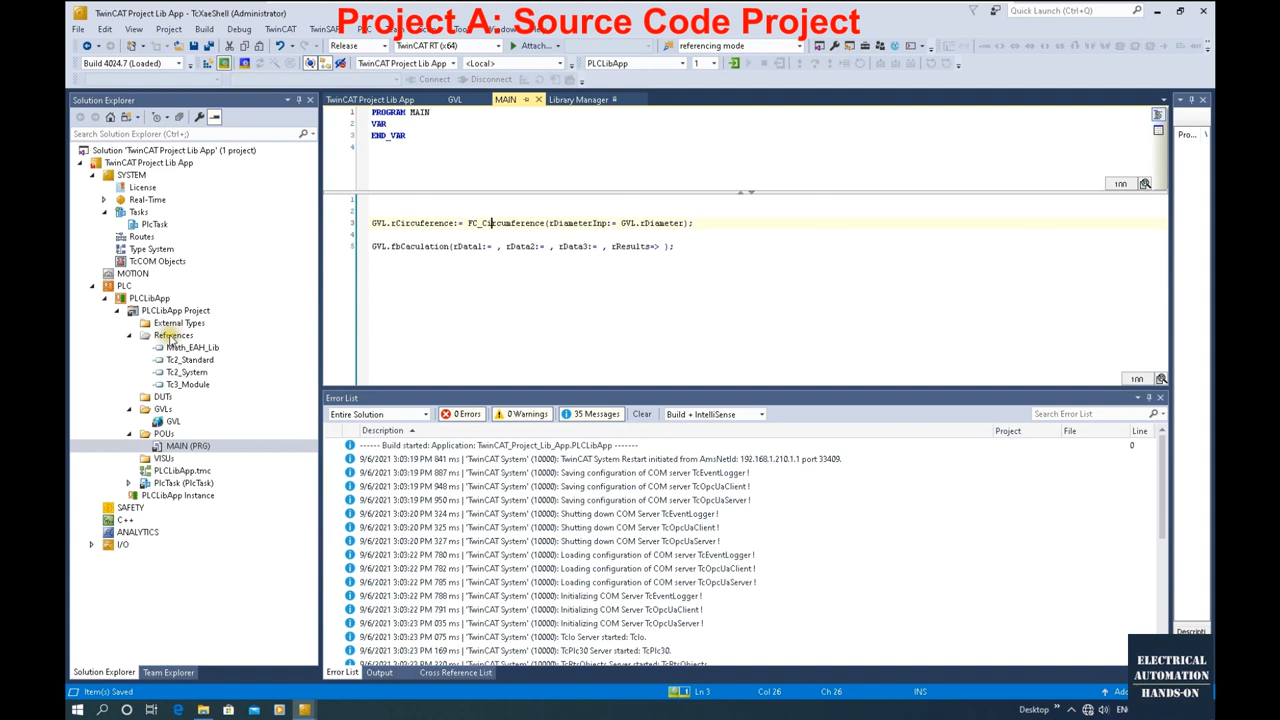 TwinCAT Project Lib App - TcXaeShell (Administrator)
Project A: Source Code Project
Quick Launch (Ctrl+;)
File Edit View Project
Release TwinCAT RT (x64) Attach... referencing mode
Build 4024.7 (Loaded) TwinCAT Project Lib App <Local> PLCLibApp 1
Connect Disconnect
Solution Explorer
Search Solution Explorer (Ctrl+;)
Solution 'TwinCAT Project Lib App' (1 project)
TwinCAT Project Lib App
SYSTEM
License
Real-Time
Tasks
PlcTask
Routes
Type System
TcCOM Objects
MOTION
PLC
PLCLibApp
PLCLibApp Project
External Types
References
Math_EAH_Lib
Tc2_Standard
Tc2_System
Tc3_Module
DUTs
GVLs
GVL
POUs
MAIN (PRG)
VISUs
PLCLibApp.tmc
PlcTask (PlcTask)
PLCLibApp Instance
SAFETY
C++
ANALYTICS
I/O
Solution Explorer Team Explorer
TwinCAT Project Lib App GVL MAIN Library Manager
1 PROGRAM MAIN
2 VAR
3 END_VAR
4
100
1
2
3 GVL.rCircuference:= FC_Circumference(rDiameterInp:= GVL.rDiameter);
4
5 GVL.fbCaculation(rData1:= , rData2:= , rData3:= , rResults=> );
100
Pro...
Error List
Entire Solution 0 Errors 0 Warnings 35 Messages Clear Build + IntelliSense Search Error List
Description Project File Line
------ Build started: Application: TwinCAT_Project_Lib_App.PLCLibApp ------- 0
9/6/2021 3:03:19 PM 841 ms | 'TwinCAT System' (10000): TwinCAT System Restart initiated from AmsNetId: 192.168.1.210.1.1 port 33409.
9/6/2021 3:03:19 PM 887 ms | 'TwinCAT System' (10000): Saving configuration of COM server TcEventLogger !
9/6/2021 3:03:19 PM 948 ms | 'TwinCAT System' (10000): Saving configuration of COM server TcOpcUaClient !
9/6/2021 3:03:19 PM 950 ms | 'TwinCAT System' (10000): Saving configuration of COM server TcOpcUaServer !
9/6/2021 3:03:20 PM 324 ms | 'TwinCAT System' (10000): Shutting down COM Server TcEventLogger !
9/6/2021 3:03:20 PM 325 ms | 'TwinCAT System' (10000): Shutting down COM Server TcOpcUaClient !
9/6/2021 3:03:20 PM 327 ms | 'TwinCAT System' (10000): Shutting down COM Server TcOpcUaServer !
9/6/2021 3:03:22 PM 780 ms | 'TwinCAT System' (10000): Loading configuration of COM server TcEventLogger !
9/6/2021 3:03:22 PM 782 ms | 'TwinCAT System' (10000): Loading configuration of COM server TcOpcUaClient !
9/6/2021 3:03:22 PM 785 ms | 'TwinCAT System' (10000): Loading configuration of COM server TcOpcUaServer !
9/6/2021 3:03:22 PM 788 ms | 'TwinCAT System' (10000): Initializing COM Server TcEventLogger !
9/6/2021 3:03:22 PM 791 ms | 'TwinCAT System' (10000): Initializing COM Server TcOpcUaClient !
9/6/2021 3:03:23 PM 035 ms | 'TwinCAT System' (10000): Initializing COM Server TcOpcUaServer !
9/6/2021 3:03:23 PM 075 ms | 'TwinCAT System' (10000): TcIo Server started: TcIo.
9/6/2021 3:03:23 PM 169 ms | 'TwinCAT System' (10000): TcPlc30 Server started: TcPlc30.
Error List Output Cross Reference List
Descripti
Item(s) Saved Ln 3 Col 26 Ch 26 INS
Desktop
ELECTRICAL
AUTOMATION
HANDS-ON